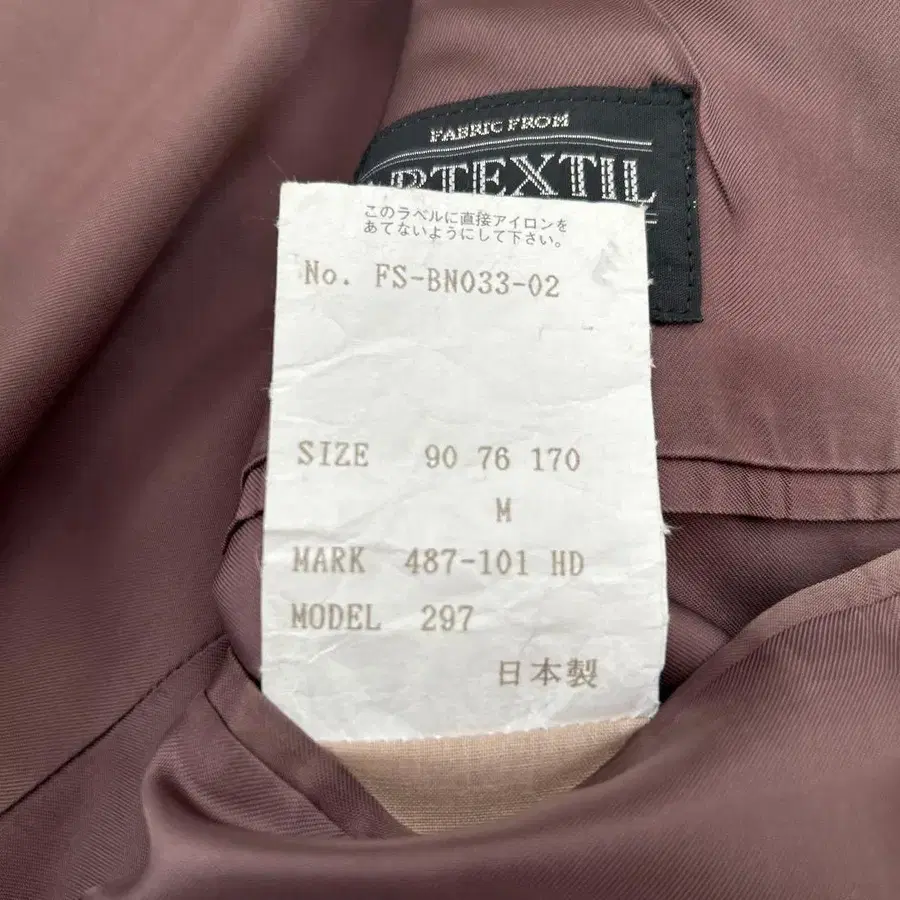 FABRIC FROM
RTEXTIL
このラベルに直接アイロンを
あてないようにして下さい。
No. FS-BN033-02
SIZE 90 76 170
M
MARK 487-101 HD
MODEL 297
日本製